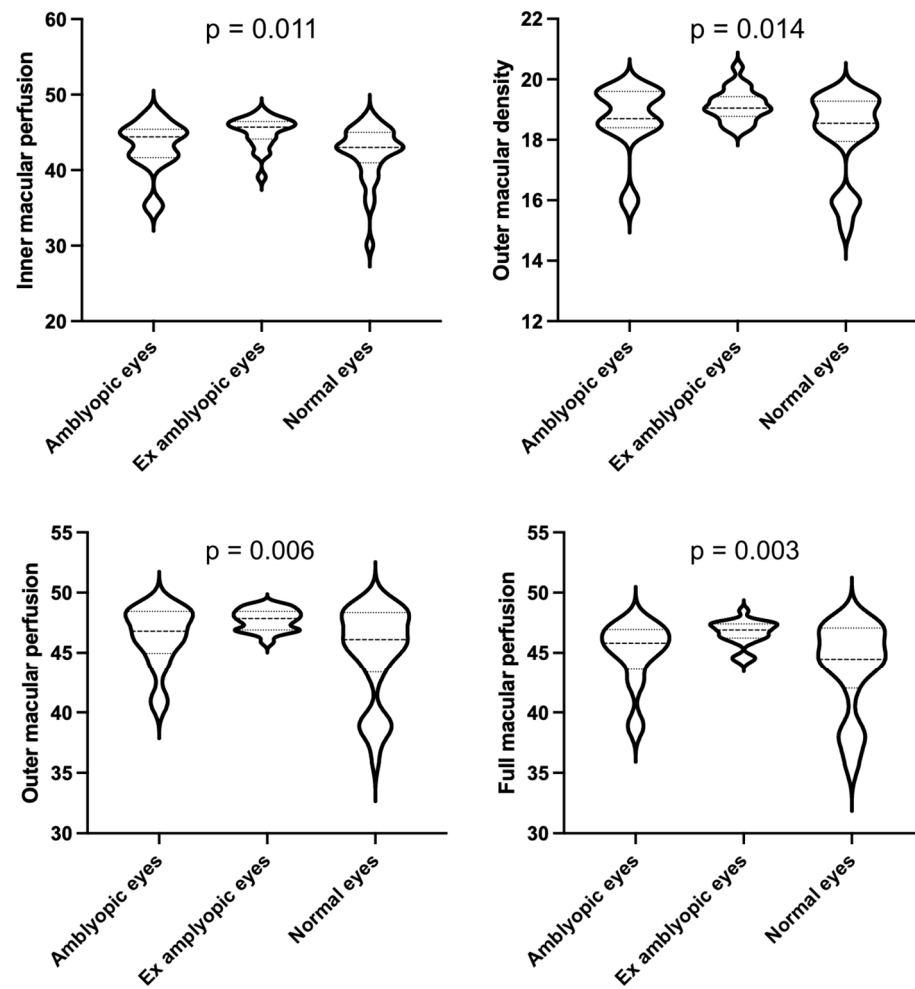 p = 0.011
Inner macular perfusion
60
50
40
30
20
Amblyopic eyes
Ex amblyopic eyes
Normal eyes
p = 0.014
Outer macular density
22
20
18
16
14
12
Amblyopic eyes
Ex amblyopic eyes
Normal eyes
p = 0.006
Outer macular perfusion
55
50
45
40
35
30
Amblyopic eyes
Ex amplyopic eyes
Normal eyes
p = 0.003
Full macular perfusion
55
50
45
40
35
30
Amblyopic eyes
Ex amblyopic eyes
Normal eyes